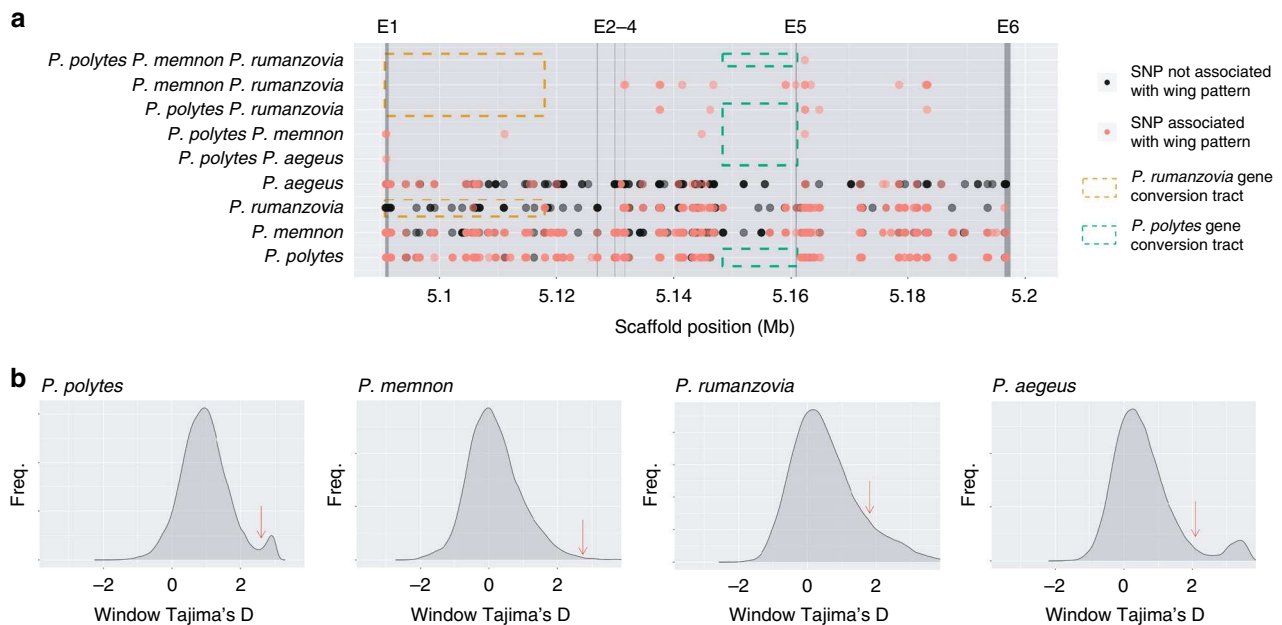 a
E1 E2–4 E5 E6
P. polytes P. memnon P. rumanzovia
P. memnon P. rumanzovia
P. polytes P. rumanzovia
P. polytes P. memnon
P. polytes P. aegeus
P. aegeus
P. rumanzovia
P. memnon
P. polytes
5.1 5.12 5.14 5.16 5.18 5.2
Scaffold position (Mb)
SNP not associated
with wing pattern
SNP associated
with wing pattern
P. rumanzovia gene
conversion tract
P. polytes gene
conversion tract
b
P. polytes
Freq.
−2 0 2
Window Tajima's D
P. memnon
Freq.
−2 0 2
Window Tajima's D
P. rumanzovia
Freq.
−2 0 2
Window Tajima's D
P. aegeus
Freq.
−2 0 2
Window Tajima's D